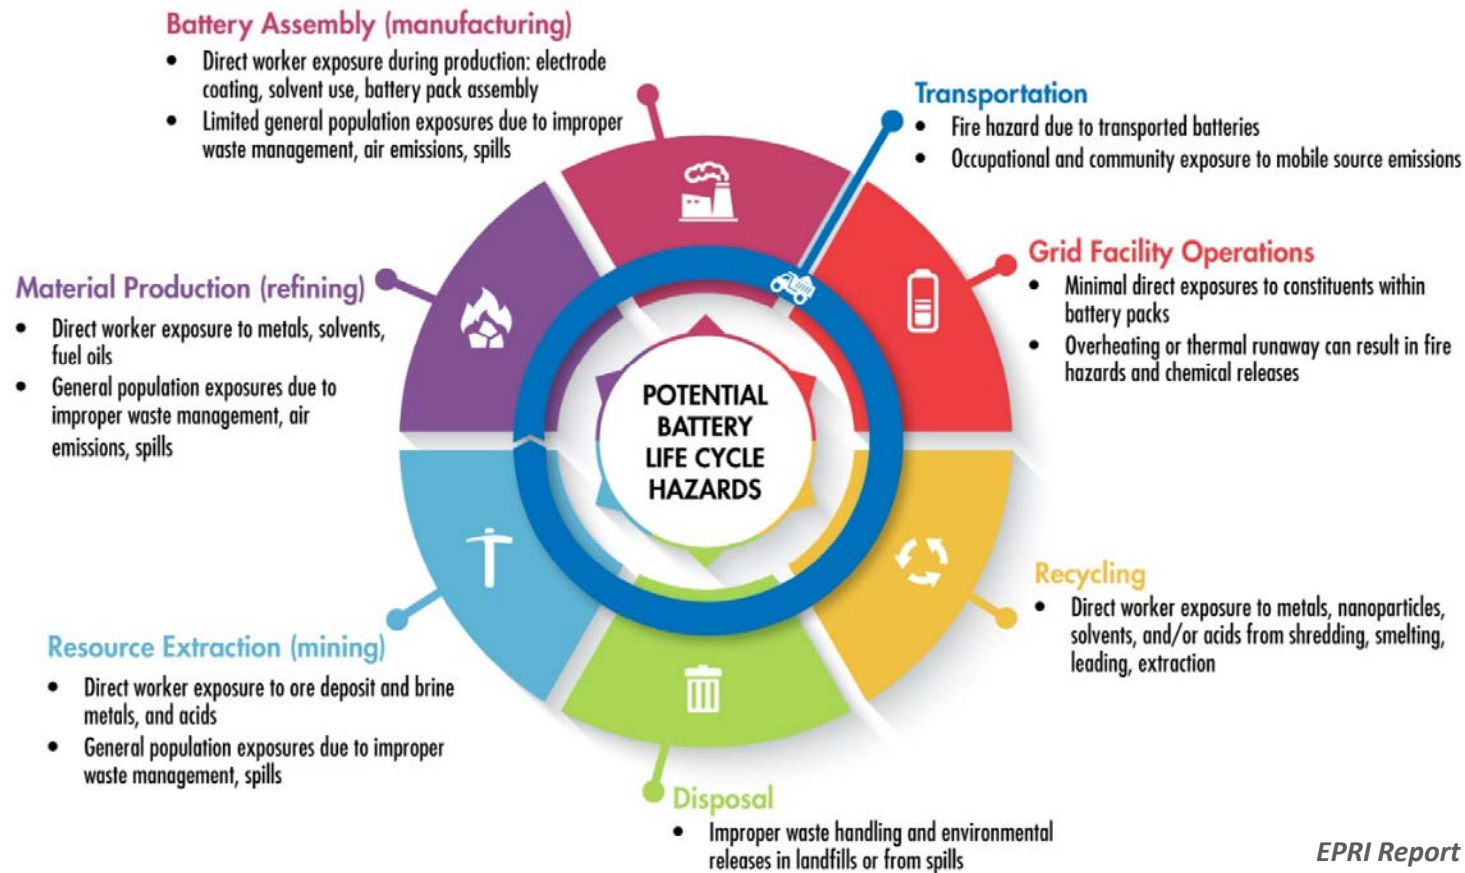 Battery Assembly (manufacturing)
• Direct worker exposure during production: electrode
coating, solvent use, battery pack assembly
• Limited general population exposures due to improper
waste management, air emissions, spills
Transportation
• Fire hazard due to transported batteries
• Occupational and community exposure to mobile source emissions
Grid Facility Operations
• Minimal direct exposures to constituents within
battery packs
• Overheating or thermal runaway can result in fire
hazards and chemical releases
Material Production (refining)
• Direct worker exposure to metals, solvents,
fuel oils
• General population exposures due to
improper waste management, air
emissions, spills
POTENTIAL
BATTERY
LIFE CYCLE
HAZARDS
Recycling
• Direct worker exposure to metals, nanoparticles,
solvents, and/or acids from shredding, smelting,
leading, extraction
Resource Extraction (mining)
• Direct worker exposure to ore deposit and brine
metals, and acids
• General population exposures due to improper
waste management, spills
Disposal
• Improper waste handling and environmental
releases in landfills or from spills
EPRI Report